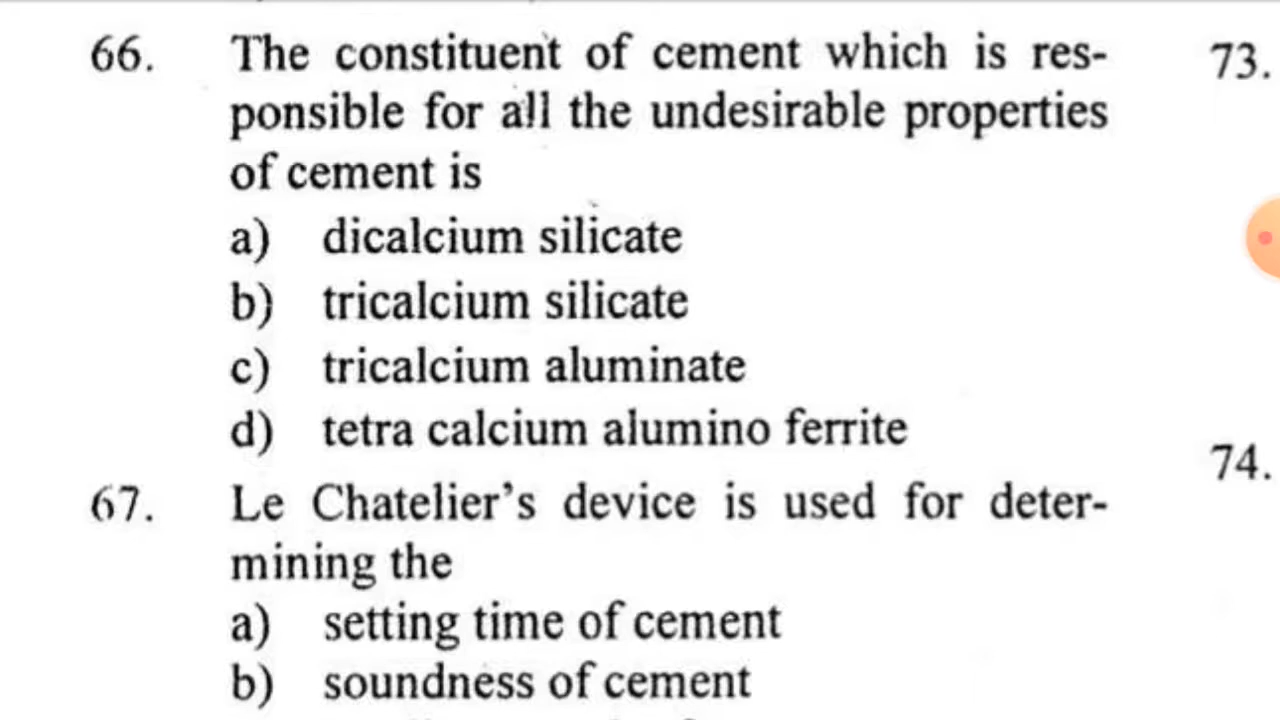 66. The constituent of cement which is res-
ponsible for all the undesirable properties
of cement is
a) dicalcium silicate
b) tricalcium silicate
c) tricalcium aluminate
d) tetra calcium alumino ferrite
67. Le Chatelier's device is used for deter-
mining the
a) setting time of cement
b) soundness of cement
73.
74.